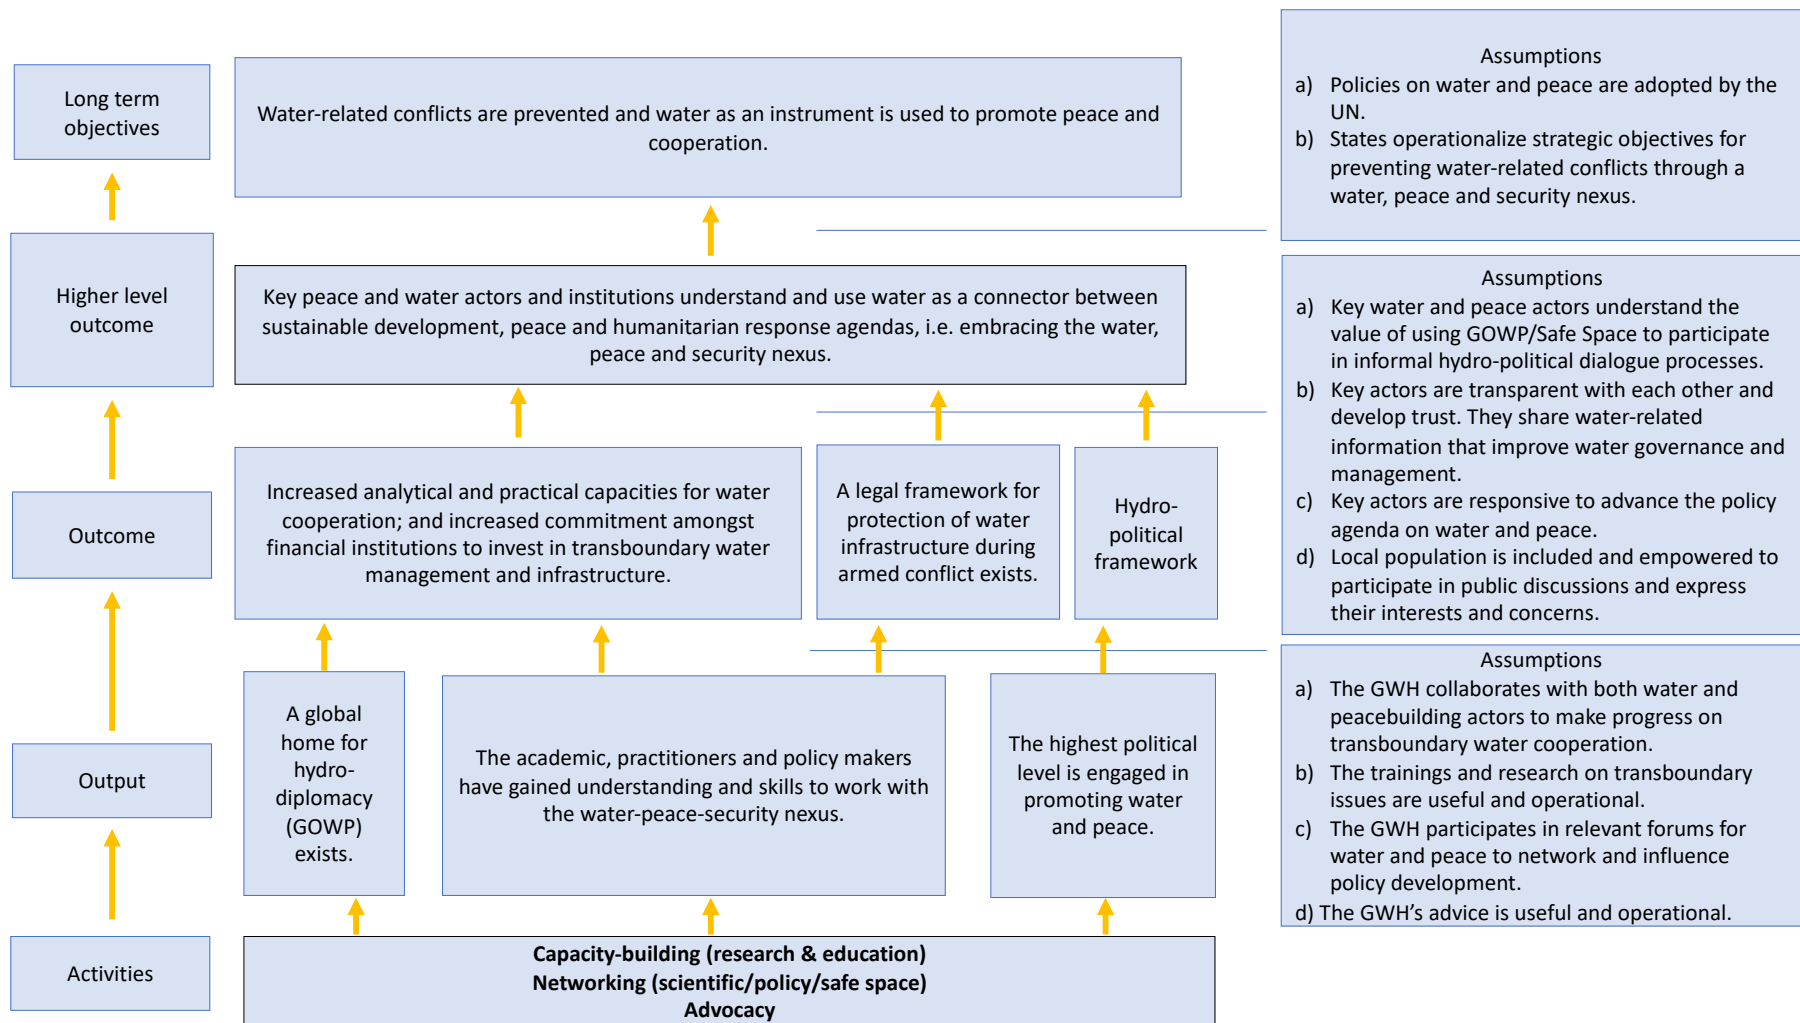 Long term
objectives
Water-related conflicts are prevented and water as an instrument is used to promote peace and
cooperation.
Assumptions
a) Policies on water and peace are adopted by the
UN.
b) States operationalize strategic objectives for
preventing water-related conflicts through a
water, peace and security nexus.
Higher level
outcome
Key peace and water actors and institutions understand and use water as a connector between
sustainable development, peace and humanitarian response agendas, i.e. embracing the water,
peace and security nexus.
Assumptions
a) Key water and peace actors understand the
value of using GOWP/Safe Space to participate
in informal hydro-political dialogue processes.
b) Key actors are transparent with each other and
develop trust. They share water-related
information that improve water governance and
management.
c) Key actors are responsive to advance the policy
agenda on water and peace.
d) Local population is included and empowered to
participate in public discussions and express
their interests and concerns.
Outcome
Increased analytical and practical capacities for water
cooperation; and increased commitment amongst
financial institutions to invest in transboundary water
management and infrastructure.
A legal framework for
protection of water
infrastructure during
armed conflict exists.
Hydro-
political
framework
Output
A global
home for
hydro-
diplomacy
(GOWP)
exists.
The academic, practitioners and policy makers
have gained understanding and skills to work with
the water-peace-security nexus.
The highest political
level is engaged in
promoting water
and peace.
Assumptions
a) The GWH collaborates with both water and
peacebuilding actors to make progress on
transboundary water cooperation.
b) The trainings and research on transboundary
issues are useful and operational.
c) The GWH participates in relevant forums for
water and peace to network and influence
policy development.
d) The GWH’s advice is useful and operational.
Activities
Capacity-building (research & education)
Networking (scientific/policy/safe space)
Advocacy